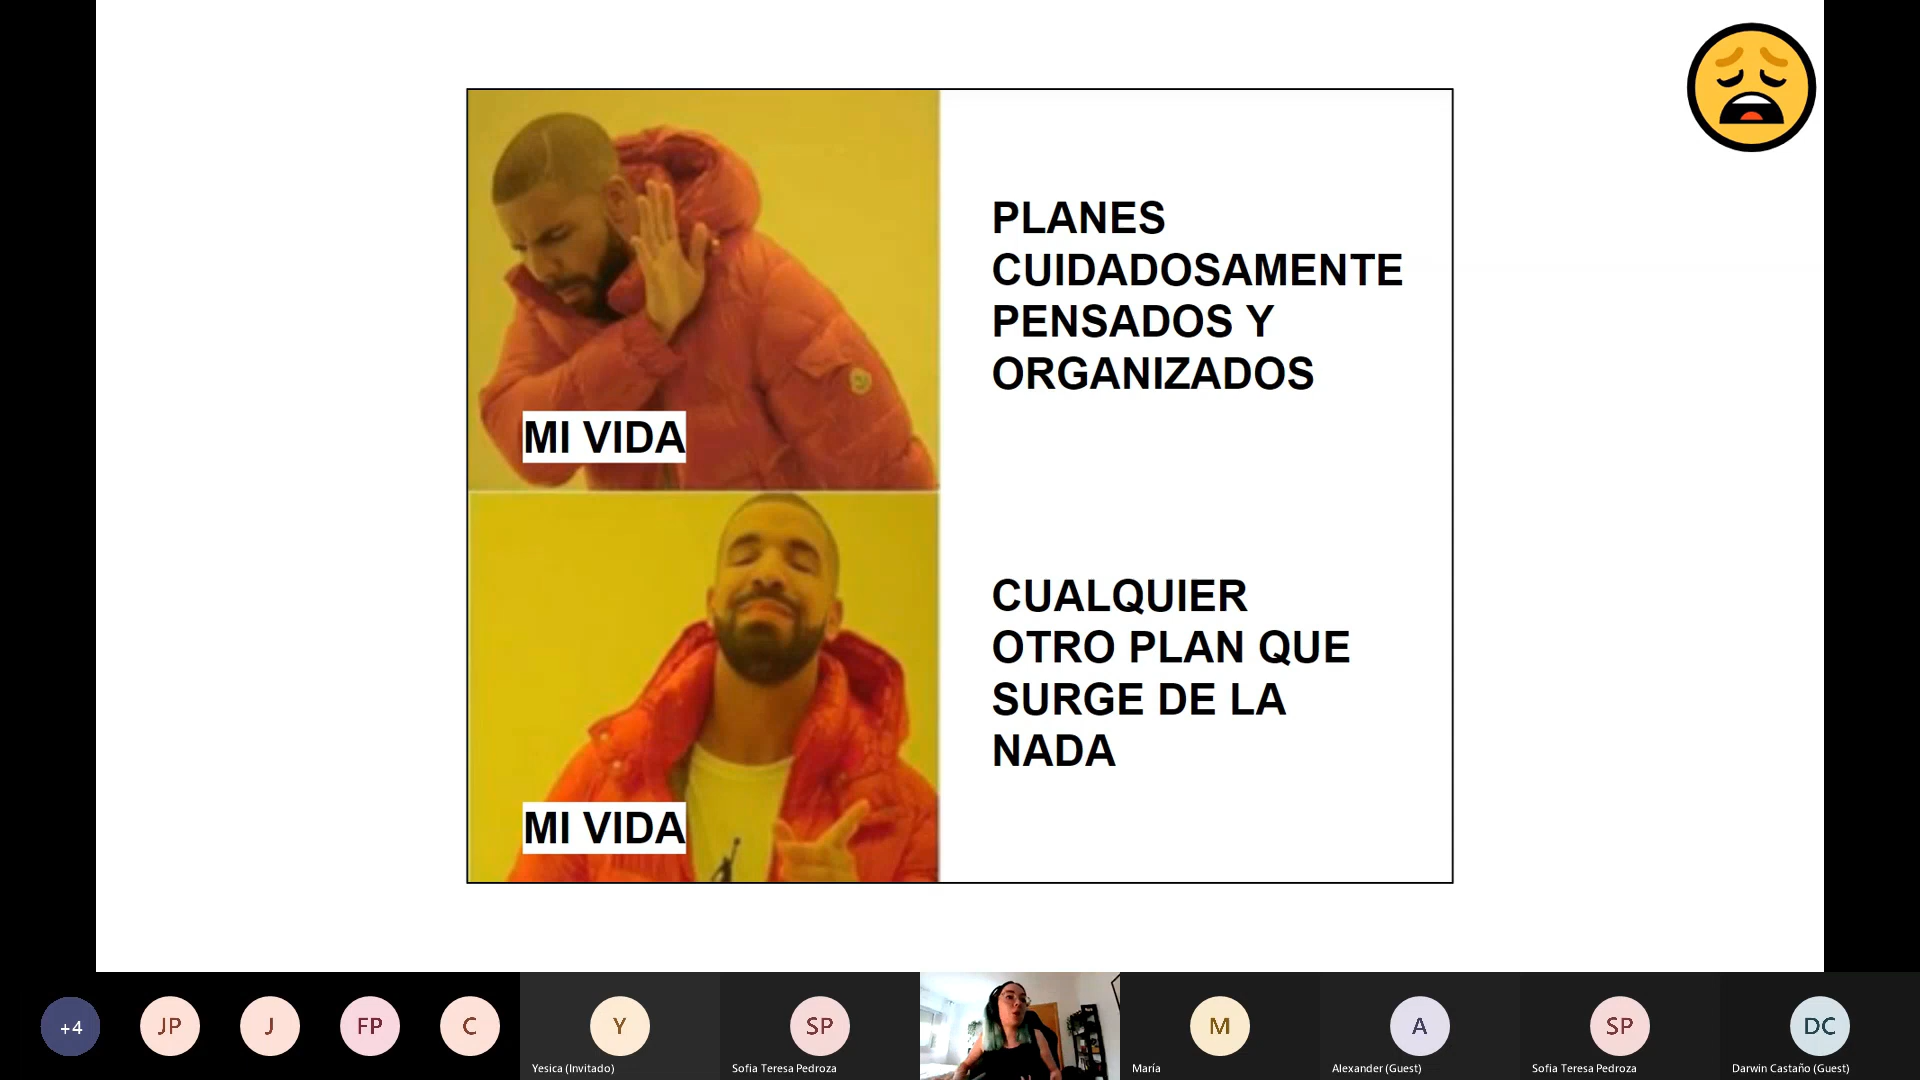 PLANES
CUIDADOSAMENTE
PENSADOS Y
ORGANIZADOS
MI VIDA
CUALQUIER
OTRO PLAN QUE
SURGE DE LA
NADA
MI VIDA
+4
JP
J
FP
C
Y
SP
M
A
SP
DC
Yesica (Invitado)
Sofia Teresa Pedroza
María
Alexander (Guest)
Sofia Teresa Pedroza
Darwin Castaño (Guest)